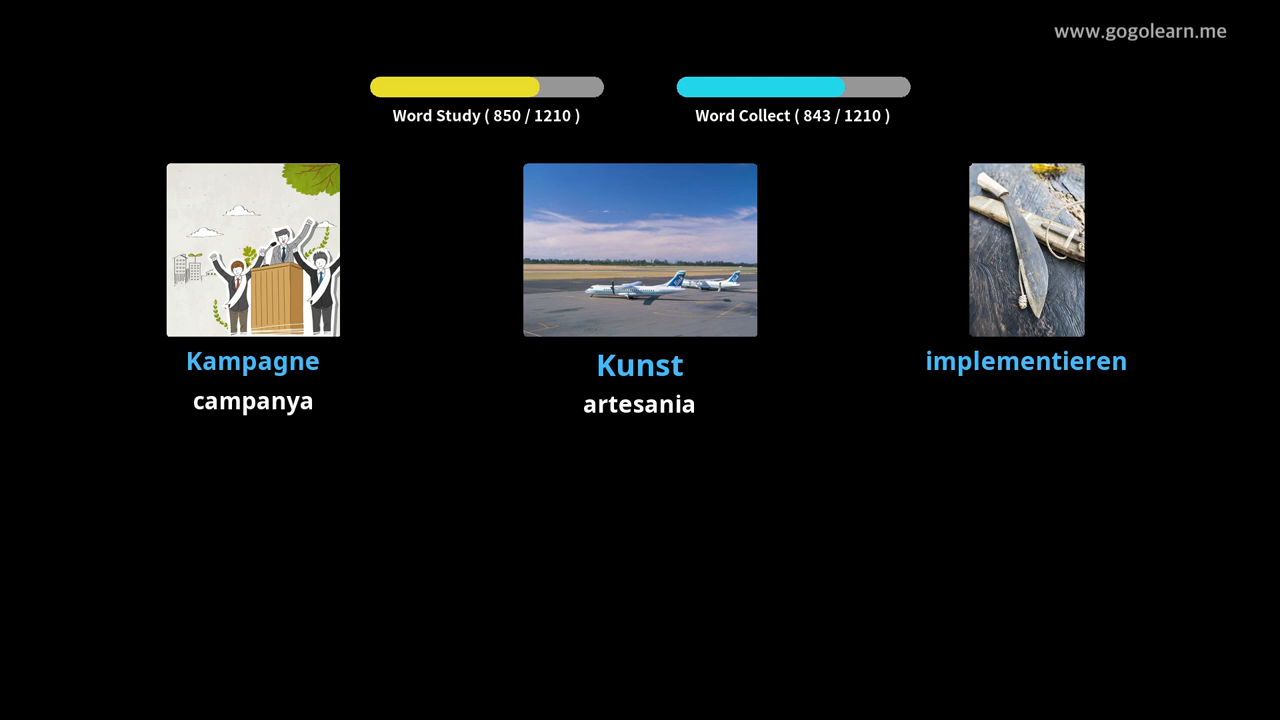 www.gogolearn.me
Word Study ( 850 / 1210 )
Word Collect ( 843 / 1210 )
Kampagne
campanya
Kunst
artesania
implementieren